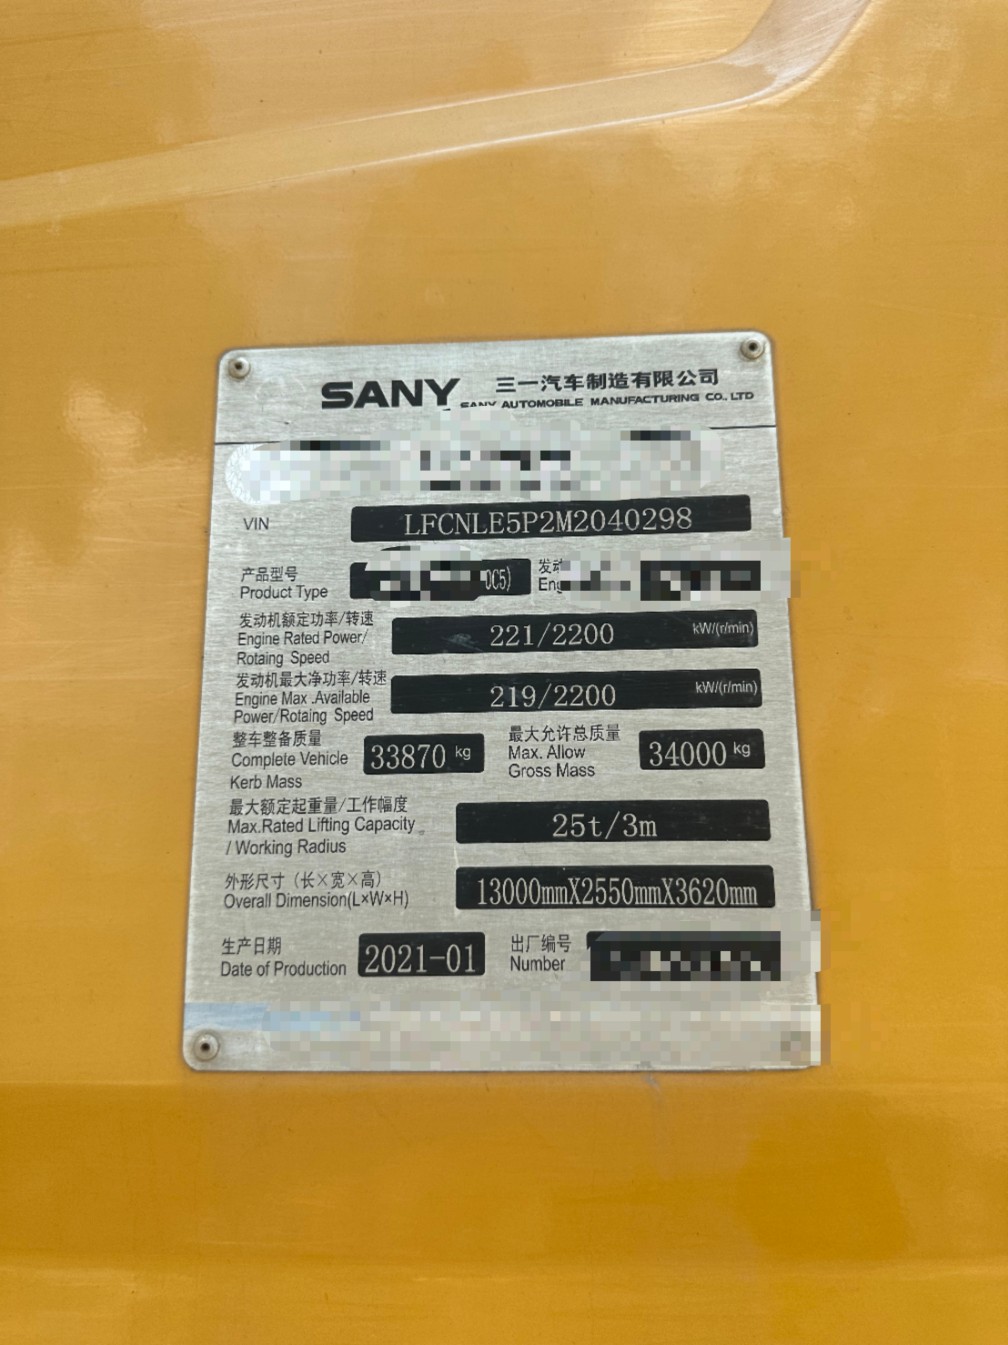 SANY 三一汽车制造有限公司
SANY AUTOMOBILE MANUFACTURING CO., LTD
VIN LFCNLE5P2M2040298
产品型号
Product Type 0C5)
发动机额定功率/转速
Engine Rated Power/
Rotaing Speed
221/2200 kW/(r/min)
发动机最大净功率/转速
Engine Max .Available
Power/Rotaing Speed
219/2200 kW/(r/min)
整车整备质量
Complete Vehicle
Kerb Mass
33870 kg
最大允许总质量
Max. Allow
Gross Mass
34000 kg
最大额定起重量/工作幅度
Max.Rated Lifting Capacity
/ Working Radius
25t/3m
外形尺寸（长×宽×高）
Overall Dimension(L×W×H)
13000mmX2550mmX3620mm
生产日期
Date of Production
2021-01
出厂编号
Number